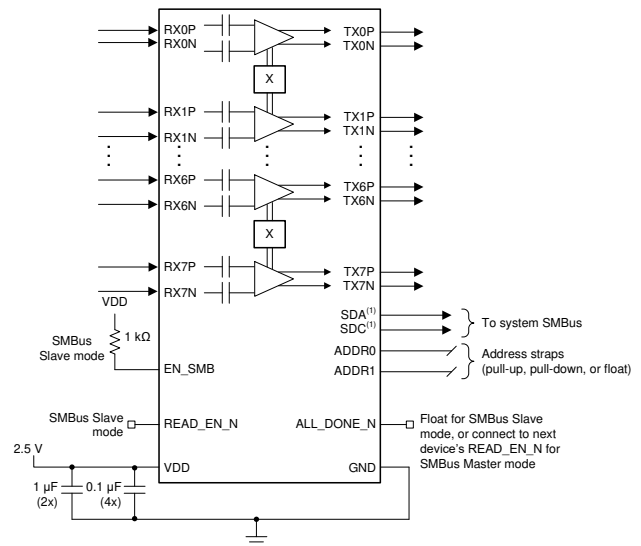 RX0P
RX0N
TX0P
TX0N
X
RX1P
RX1N
TX1P
TX1N
RX6P
RX6N
TX6P
TX6N
X
RX7P
RX7N
TX7P
TX7N
VDD
1 kΩ
SMBus
Slave mode
EN_SMB
SDA(1)
SDC(1)
To system SMBus
ADDR0
ADDR1
Address straps
(pull-up, pull-down, or float)
SMBus Slave
mode
READ_EN_N
ALL_DONE_N
Float for SMBus Slave
mode, or connect to next
device's READ_EN_N for
SMBus Master mode
2.5 V
VDD
GND
1 µF
(2x)
0.1 µF
(4x)